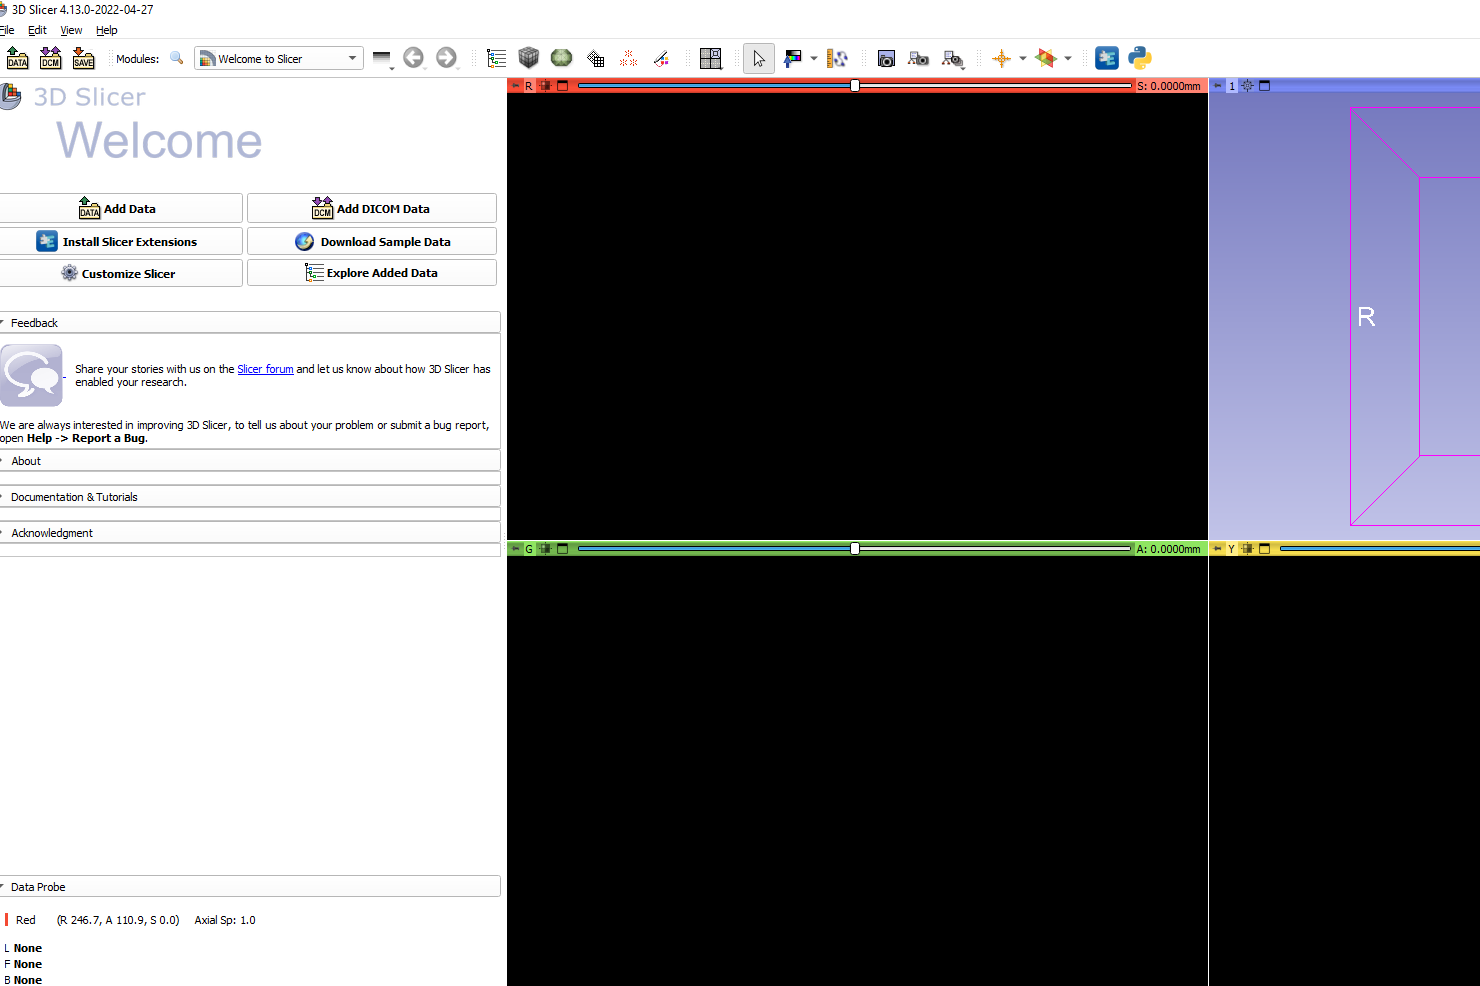 3D Slicer 4.13.0-2022-04-27
File Edit View Help
DATA DCM SAVE Modules: Welcome to Slicer
R S: 0.0000mm
1
3D Slicer
Welcome
DATA Add Data
DCM Add DICOM Data
Install Slicer Extensions
Download Sample Data
Customize Slicer
Explore Added Data
Feedback
Share your stories with us on the Slicer forum and let us know about how 3D Slicer has
enabled your research.
We are always interested in improving 3D Slicer, to tell us about your problem or submit a bug report,
open Help -> Report a Bug.
About
Documentation & Tutorials
Acknowledgment
R
G A: 0.0000mm
Y
Data Probe
Red (R 246.7, A 110.9, S 0.0) Axial Sp: 1.0
L None
F None
B None